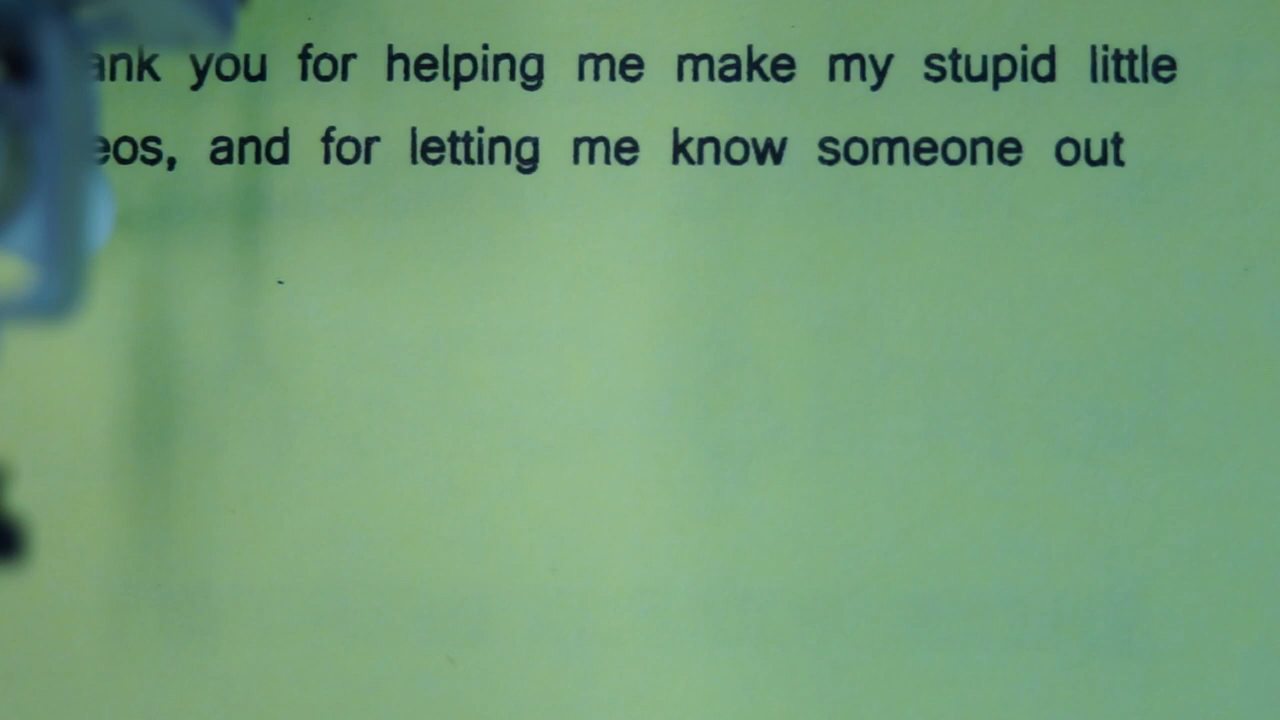 ank you for helping me make my stupid little
eos, and for letting me know someone out